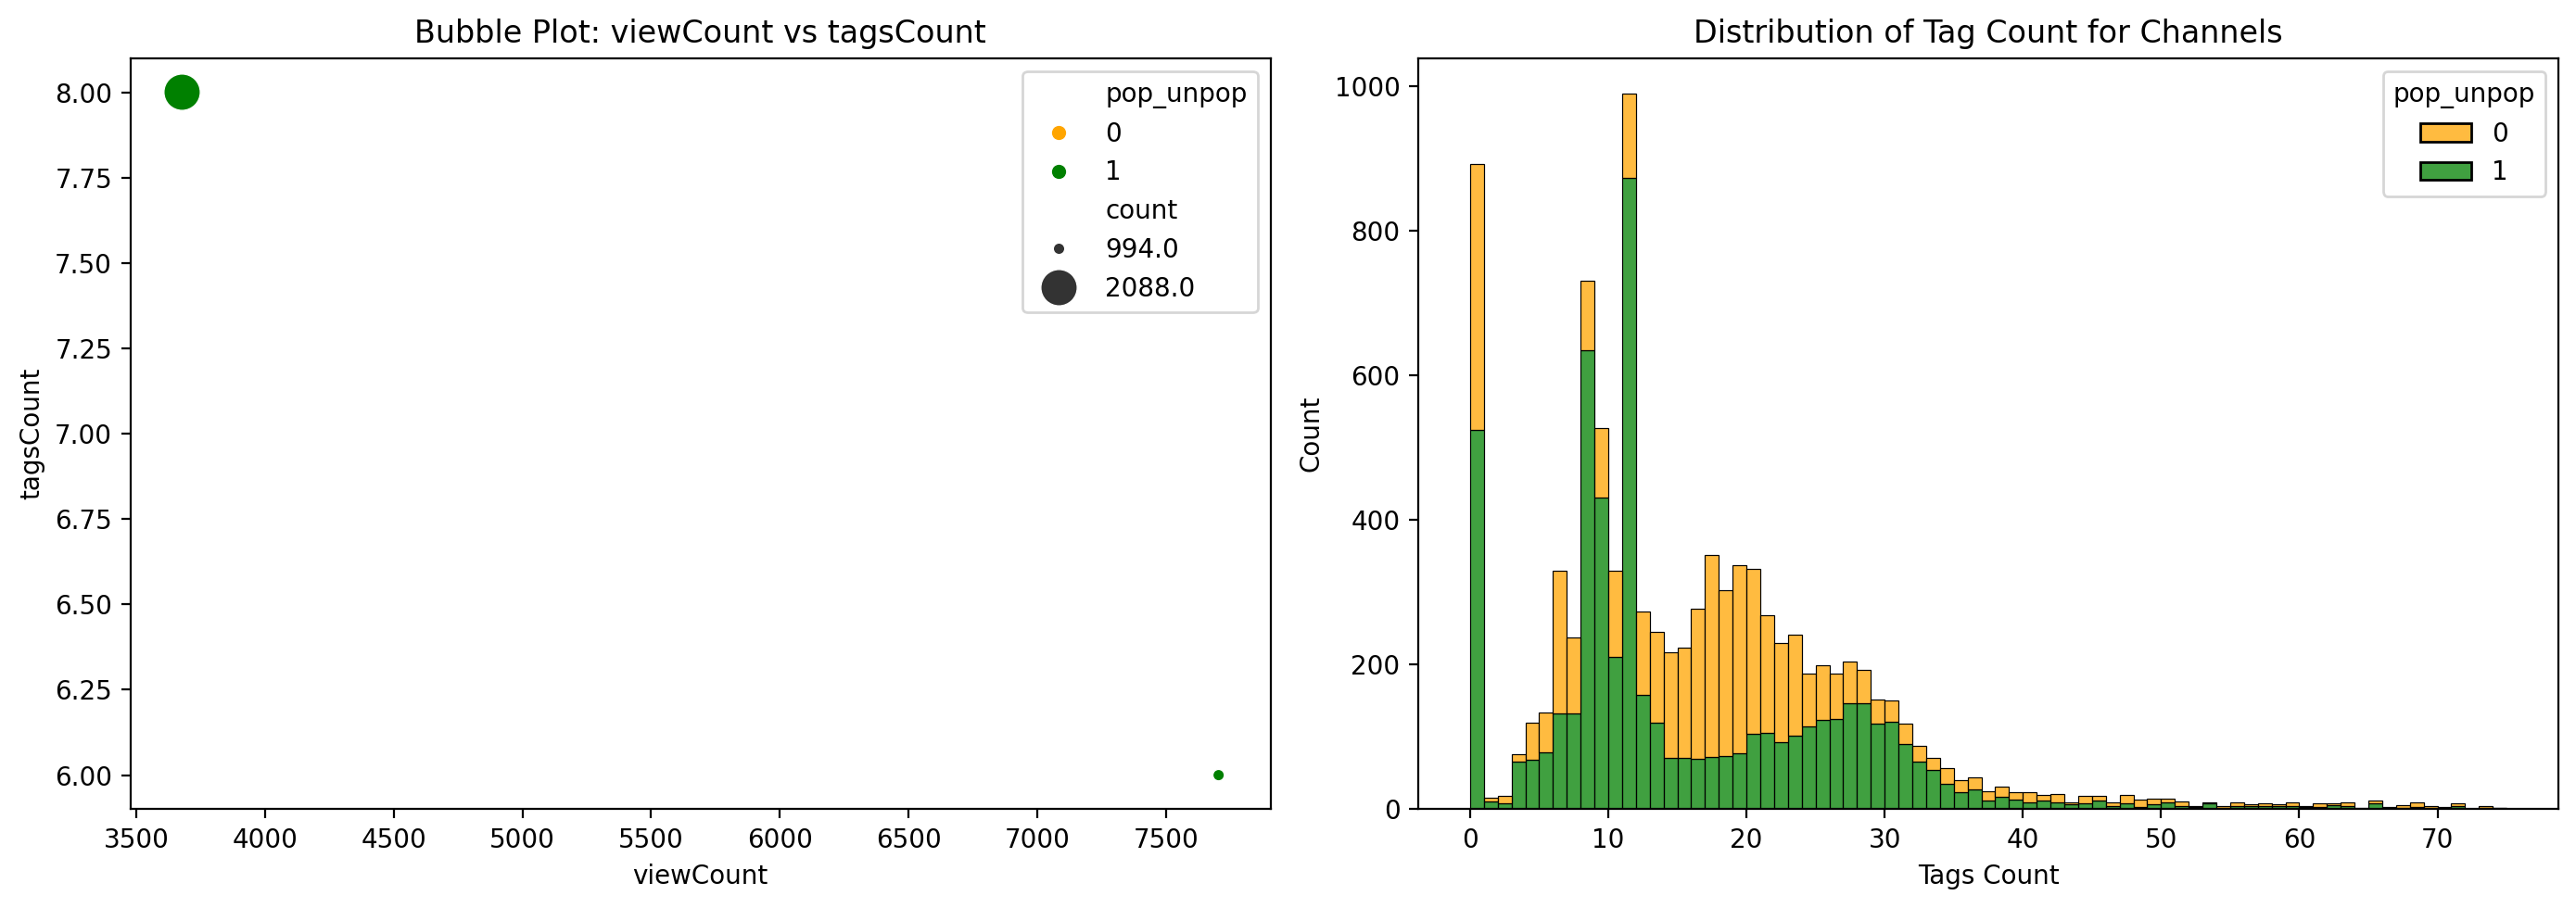 Bubble Plot: viewCount vs tagsCount
8.00
7.75
7.50
7.25
7.00
6.75
6.50
6.25
6.00
tagsCount
3500 4000 4500 5000 5500 6000 6500 7000 7500
viewCount
pop_unpop
0
1
count
994.0
2088.0
Distribution of Tag Count for Channels
1000
800
600
400
200
0
Count
0 10 20 30 40 50 60 70
Tags Count
pop_unpop
0
1